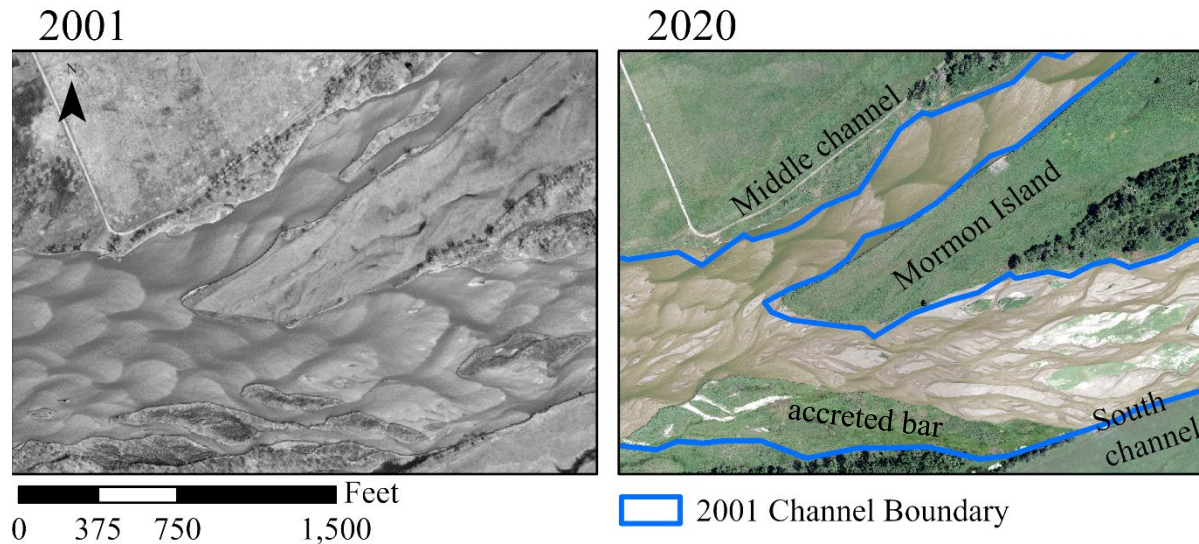 2001
2020
N
Middle channel
Mormon Island
accreted bar
South
channel
Feet
0 375 750 1,500
2001 Channel Boundary